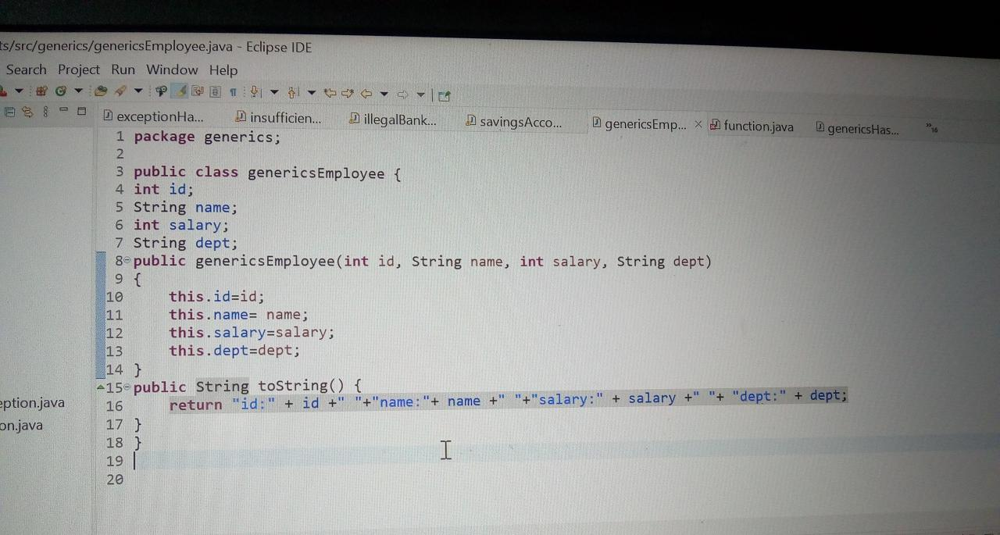 ts/src/generics/genericsEmployee.java - Eclipse IDE
Search Project Run Window Help
exceptionHa... insufficien... illegalBank... savingsAcco... genericsEmp... function.java genericsHas... »16
1 package generics;
2
3 public class genericsEmployee {
4 int id;
5 String name;
6 int salary;
7 String dept;
8 public genericsEmployee(int id, String name, int salary, String dept)
9 {
10 this.id=id;
11 this.name= name;
12 this.salary=salary;
13 this.dept=dept;
14 }
15 public String toString() {
16 return "id:" + id +" "+"name:"+ name +" "+"salary:" + salary +" "+ "dept:" + dept;
17 }
18 }
19
20
eption.java
on.java